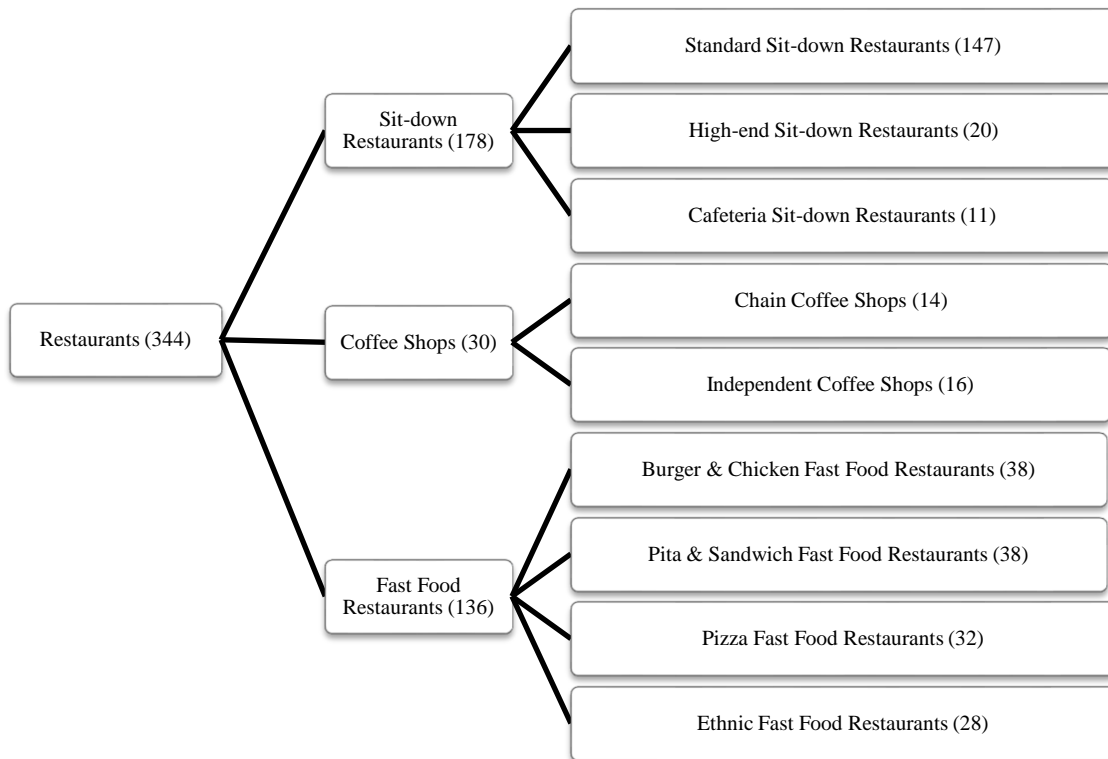 Restaurants (344)
Sit-down
Restaurants (178)
Coffee Shops (30)
Fast Food
Restaurants (136)
Standard Sit-down Restaurants (147)
High-end Sit-down Restaurants (20)
Cafeteria Sit-down Restaurants (11)
Chain Coffee Shops (14)
Independent Coffee Shops (16)
Burger & Chicken Fast Food Restaurants (38)
Pita & Sandwich Fast Food Restaurants (38)
Pizza Fast Food Restaurants (32)
Ethnic Fast Food Restaurants (28)